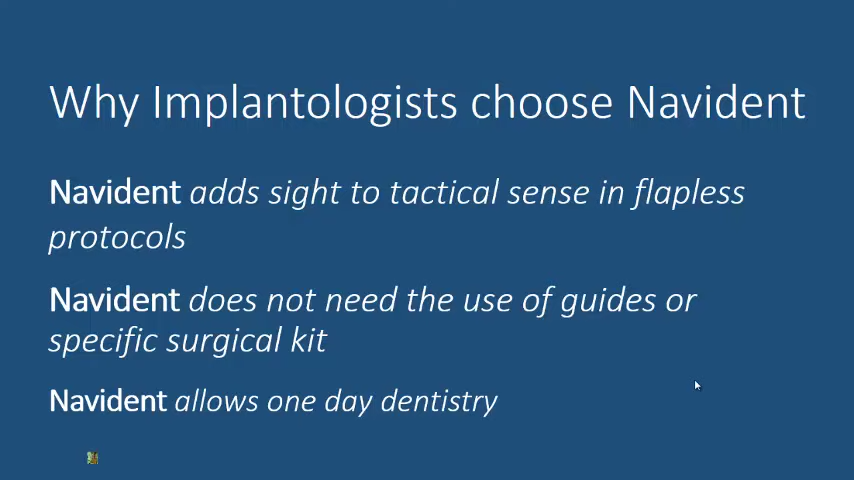 Why Implantologists choose Navident
Navident adds sight to tactical sense in flapless
protocols
Navident does not need the use of guides or
specific surgical kit
Navident allows one day dentistry